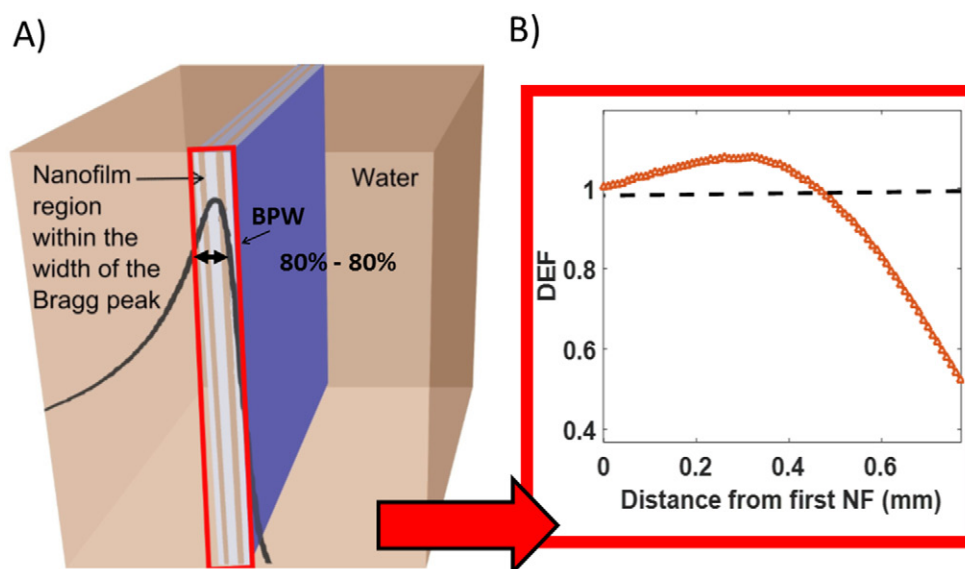 A)
Nanofilm
region
within the
width of the
Bragg peak
Water
BPW
80% - 80%
B)
DEF
1
0.8
0.6
0.4
0
0.2
0.4
0.6
Distance from first NF (mm)